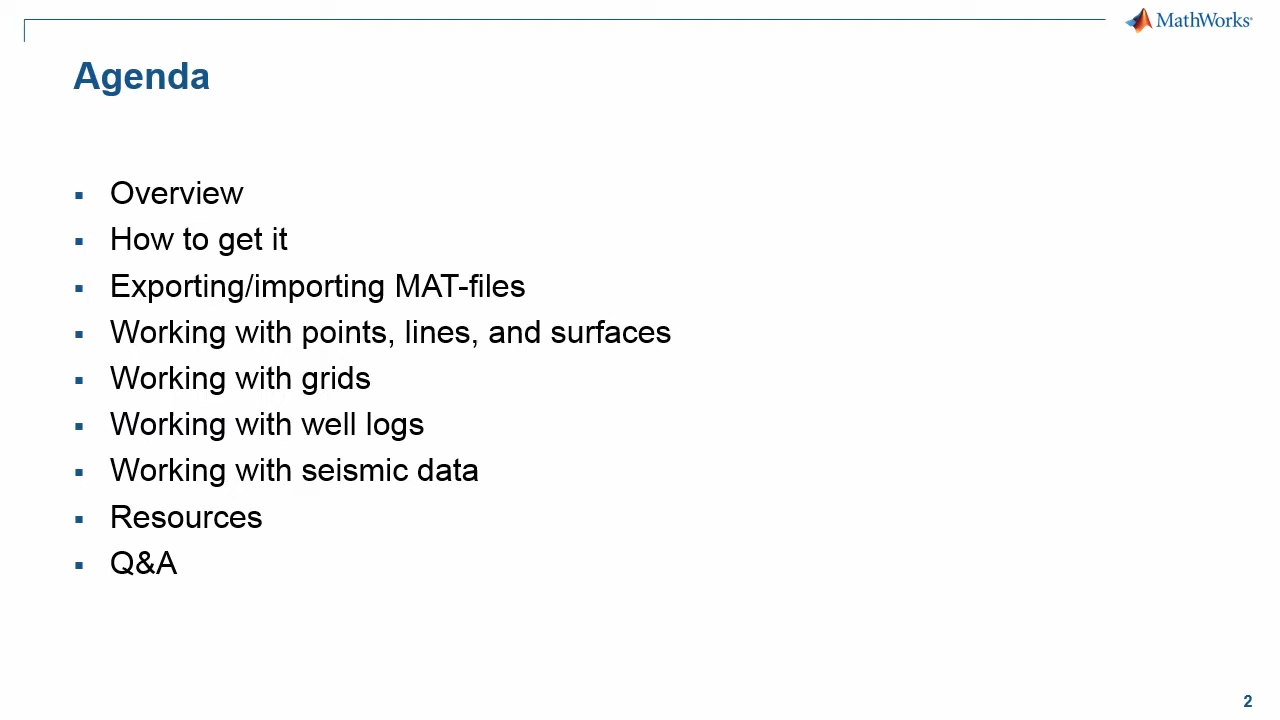 MathWorks
Agenda
Overview
How to get it
Exporting/importing MAT-files
Working with points, lines, and surfaces
Working with grids
Working with well logs
Working with seismic data
Resources
Q&A
2